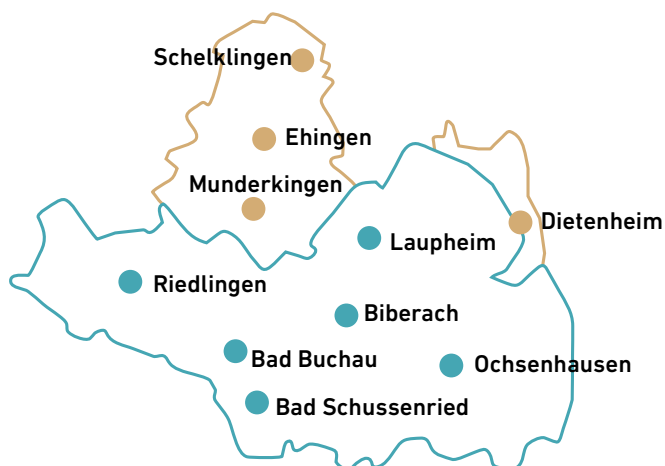 Schelklingen
Ehingen
Munderkingen
Dietenheim
Laupheim
Riedlingen
Biberach
Bad Buchau
Ochsenhausen
Bad Schussenried